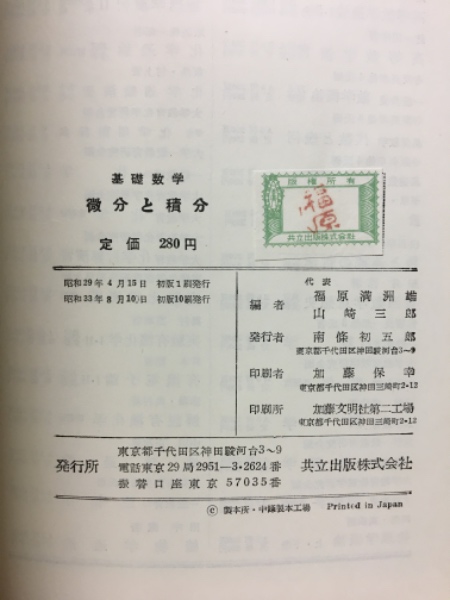 基礎数学
微分と積分
定価 280円
版権所有
福原
共立出版株式会社
昭和29年4月15日 初版1刷発行
昭和33年8月10日 初版10刷発行
代表
編者 福原満洲雄
山崎三郎
発行者 南條初五郎
東京都千代田区神田駿河台3〜9
印刷者 加藤保幸
東京都千代田区神田三崎町2-12
印刷所 加藤文明社第二工場
東京都千代田区神田三崎町2-12
発行所
東京都千代田区神田駿河台3〜9
電話東京29局2951—3・2624番
振替口座東京57035番
共立出版株式会社
© 製本所・中條製本工場 Printed in Japan